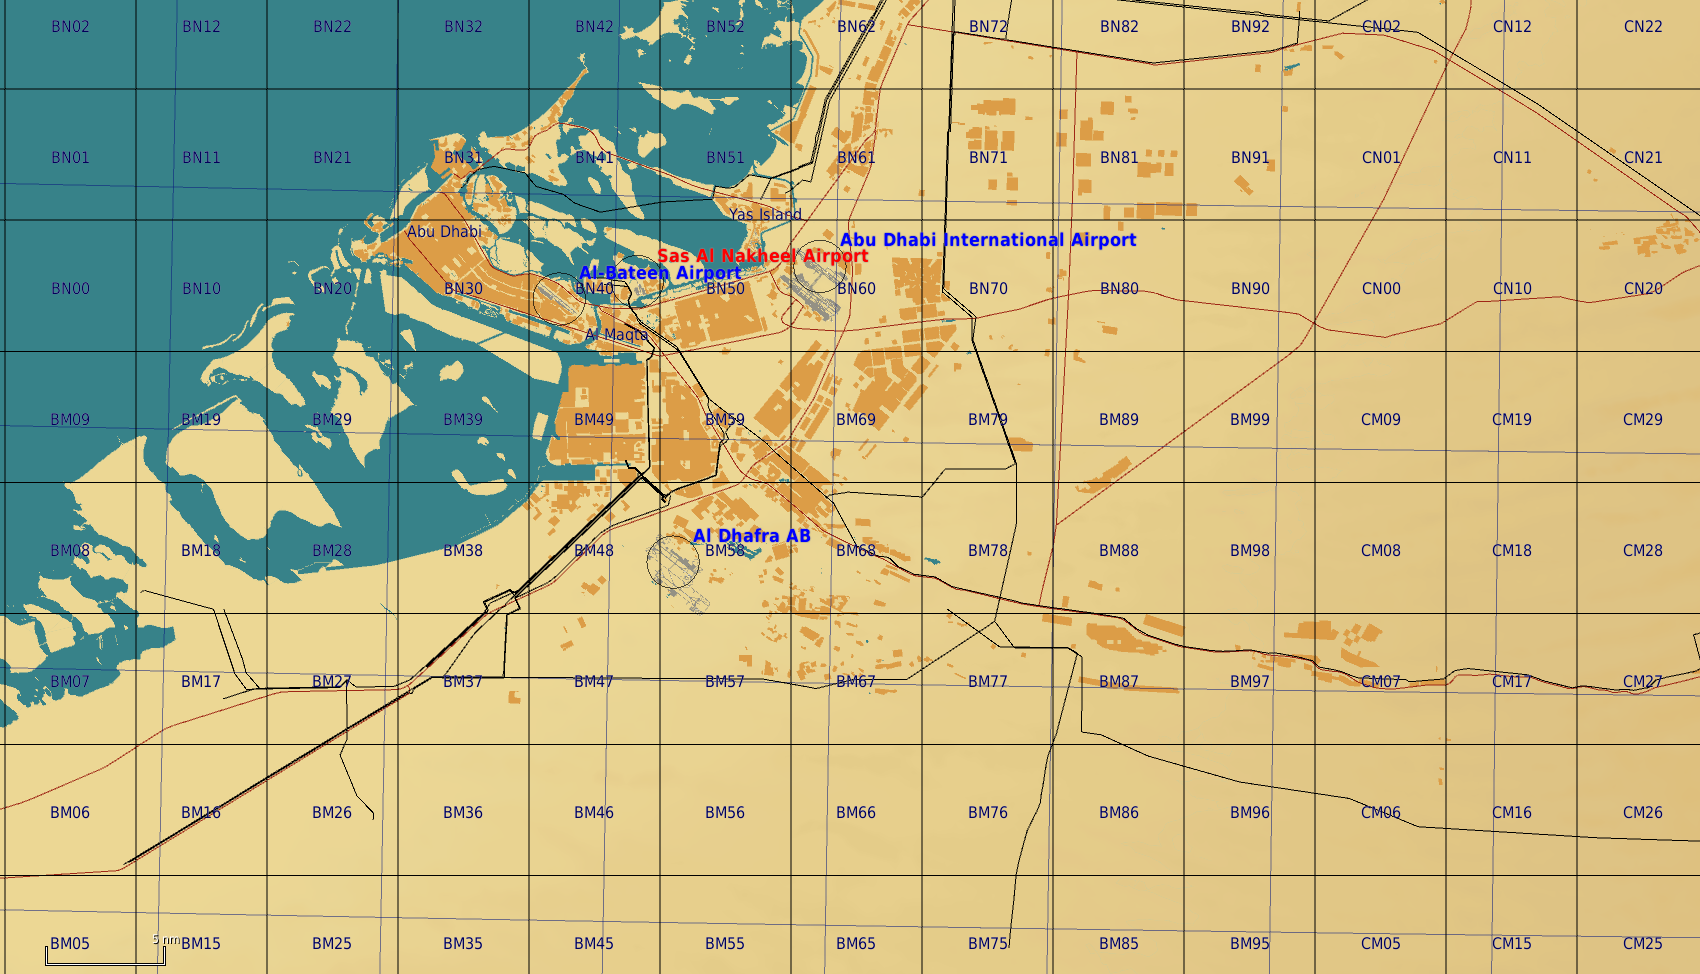 BN02 BN12 BN22 BN32 BN42 BN52 BN62 BN72 BN82 BN92 CN02 CN12 CN22
BN01 BN11 BN21 BN31 BN41 BN51 BN61 BN71 BN81 BN91 CN01 CN11 CN21
Yas Island
Abu Dhabi
Abu Dhabi International Airport
Sas Al Nakheel Airport
Al-Bateen Airport
BN00 BN10 BN20 BN30 BN40 BN50 BN60 BN70 BN80 BN90 CN00 CN10 CN20
Al Maqta
BM09 BM19 BM29 BM39 BM49 BM59 BM69 BM79 BM89 BM99 CM09 CM19 CM29
Al Dhafra AB
BM08 BM18 BM28 BM38 BM48 BM58 BM68 BM78 BM88 BM98 CM08 CM18 CM28
BM07 BM17 BM27 BM37 BM47 BM57 BM67 BM77 BM87 BM97 CM07 CM17 CM27
BM06 BM16 BM26 BM36 BM46 BM56 BM66 BM76 BM86 BM96 CM06 CM16 CM26
5 nm
BM05 BM15 BM25 BM35 BM45 BM55 BM65 BM75 BM85 BM95 CM05 CM15 CM25